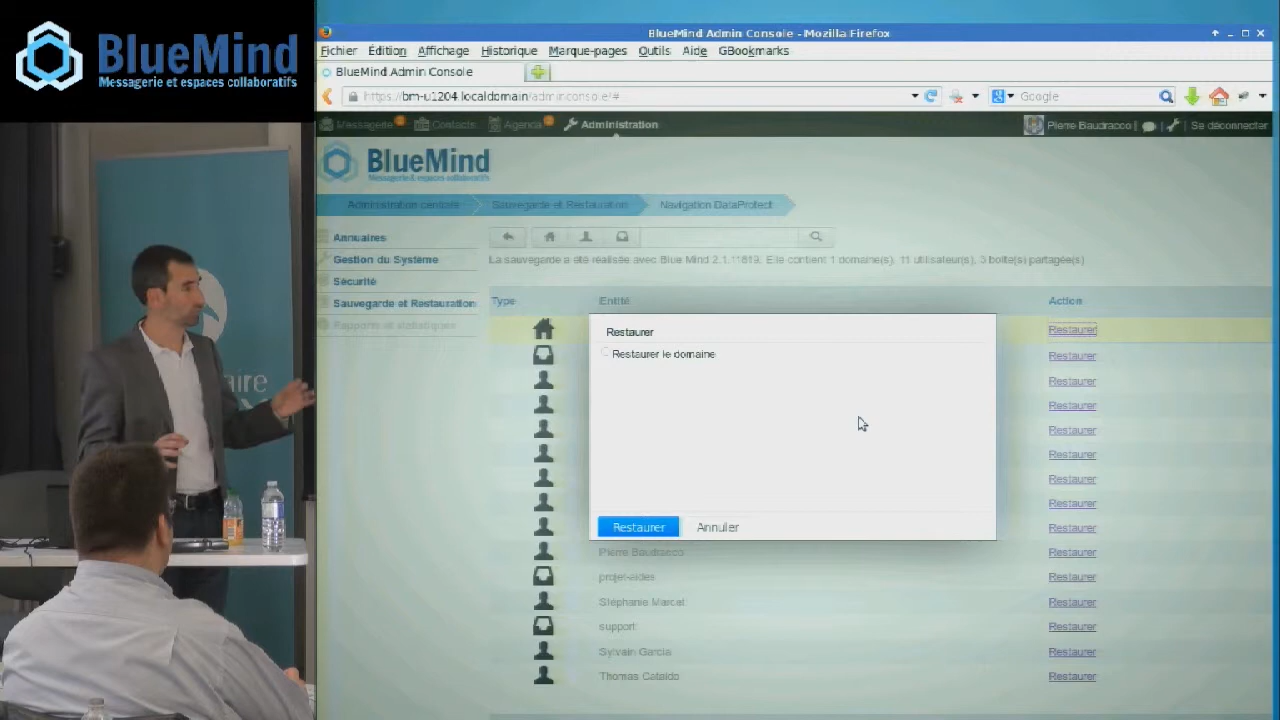 BlueMind
Messagerie et espaces collaboratifs
BlueMind Admin Console - Mozilla Firefox
Fichier Édition Affichage Historique Marque-pages Outils Aide GBookmarks
BlueMind Admin Console
https://bm-u1204.localdomain/adminconsole/#
Google
Messagerie Contacts Agenda Administration
Pierre Baudracco | Se déconnecter
BlueMind
Messagerie & espaces collaboratifs
Administration centrale Sauvegarde et Restauration Navigation DataProtect
Annuaires
Gestion du Système
Sécurité
Sauvegarde et Restauration
Rapports et statistiques
La sauvegarde a été réalisée avec Blue Mind 2.1.11819. Elle contient 1 domaine(s), 11 utilisateur(s), 3 boîte(s) partagée(s)
Type Entité Action
Restaurer
Restaurer
Restaurer
Restaurer
Restaurer
Restaurer
Restaurer
Restaurer
Restaurer
Restaurer
Restaurer le domaine
Restaurer Annuler
Pierre Baudracco Restaurer
projet-aides Restaurer
Stéphanie Marcet Restaurer
support Restaurer
Sylvain Garcia Restaurer
Thomas Cataldo Restaurer
aire